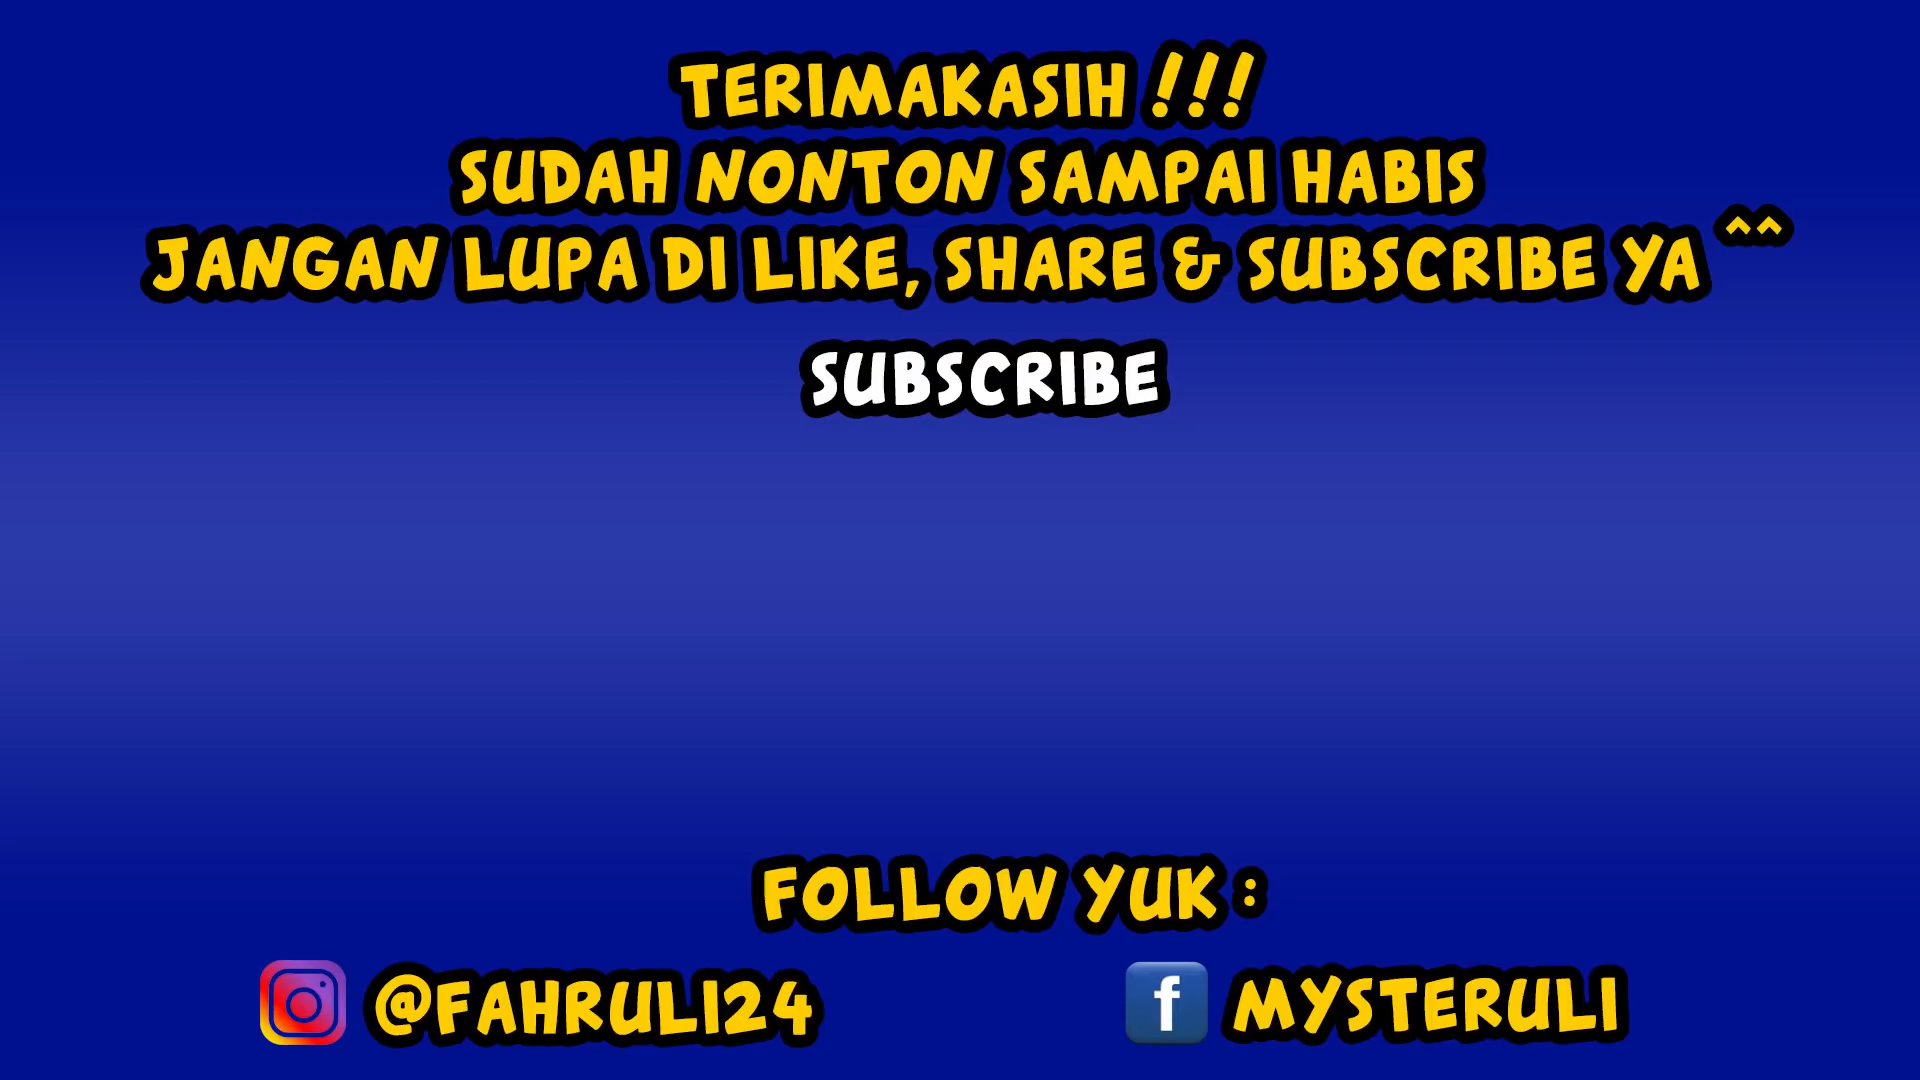 TERIMAKASIH !!!
SUDAH NONTON SAMPAI HABIS
JANGAN LUPA DI LIKE, SHARE & SUBSCRIBE YA ^^
SUBSCRIBE
FOLLOW YUK :
@FAHRULI24
f MYSTERULI